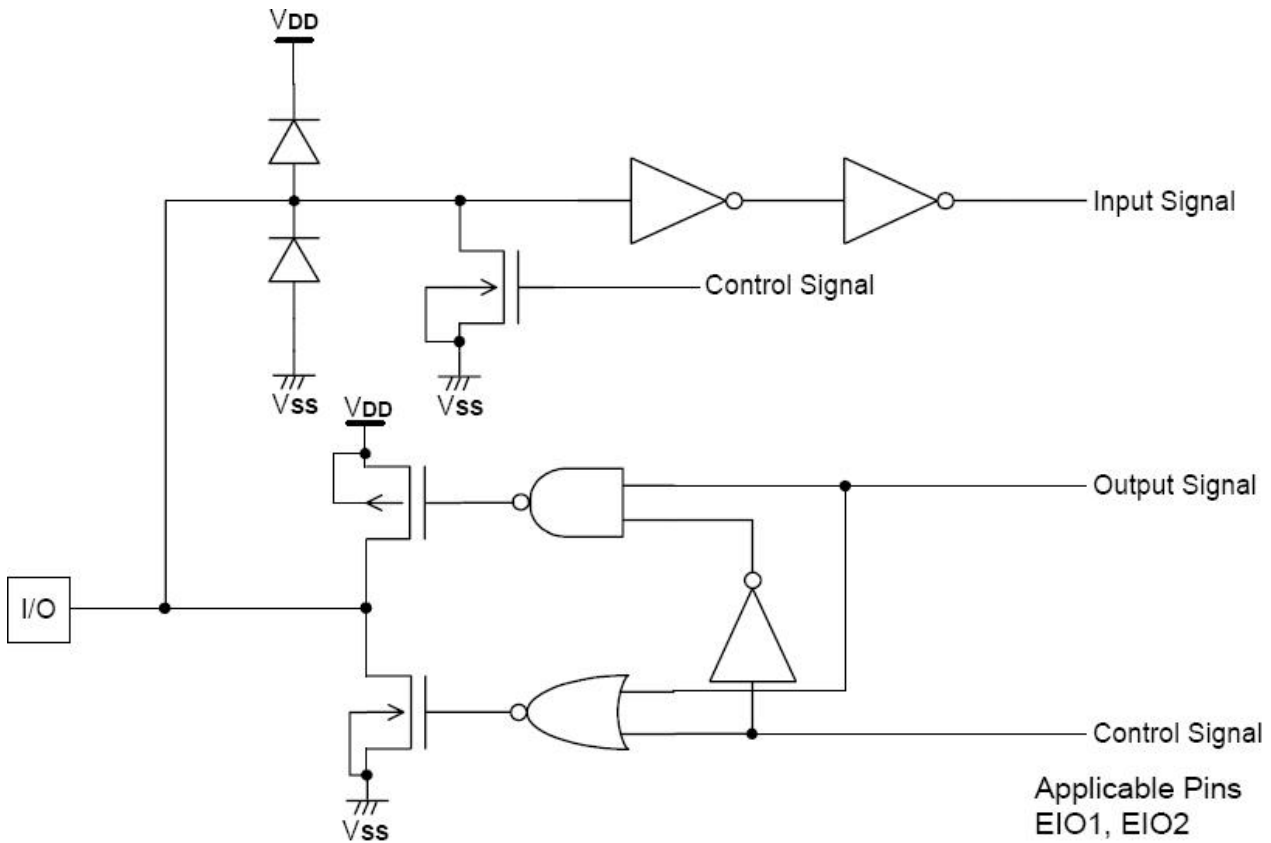 VDD
Input Signal
Control Signal
VSS
VSS
VDD
Output Signal
I/O
Control Signal
VSS
Applicable Pins
EIO1, EIO2